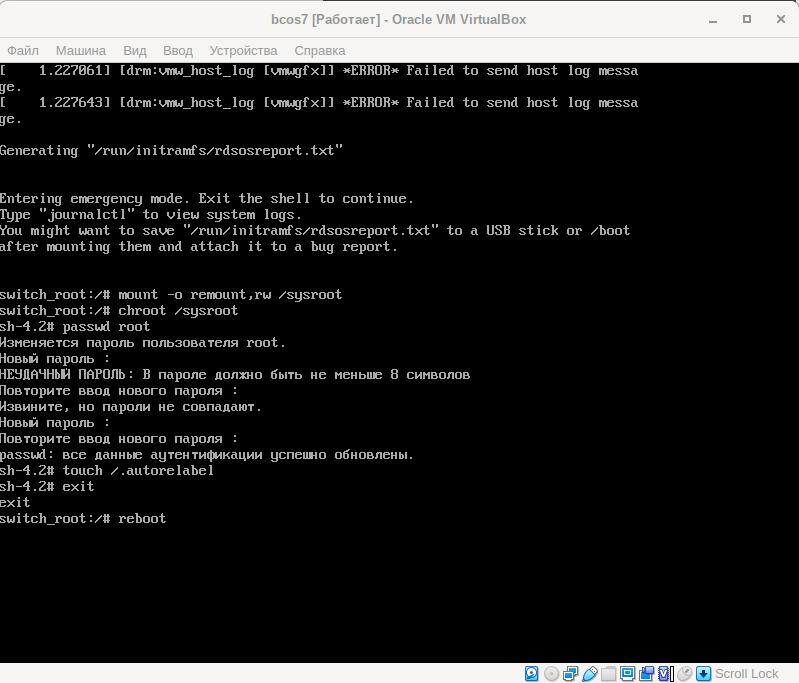 bcos7 [Работает] - Oracle VM VirtualBox
Файл Машина Вид Ввод Устройства Справка
[    1.227061] [drm:vmw_host_log [vmwgfx]] *ERROR* Failed to send host log messa
ge.
[    1.227643] [drm:vmw_host_log [vmwgfx]] *ERROR* Failed to send host log messa
ge.
Generating "/run/initramfs/rdsosreport.txt"
Entering emergency mode. Exit the shell to continue.
Type "journalctl" to view system logs.
You might want to save "/run/initramfs/rdsosreport.txt" to a USB stick or /boot
after mounting them and attach it to a bug report.
switch_root:/# mount -o remount,rw /sysroot
switch_root:/# chroot /sysroot
sh-4.2# passwd root
Изменяется пароль пользователя root.
Новый пароль :
НЕУДАЧНЫЙ ПАРОЛЬ: В пароле должно быть не меньше 8 символов
Повторите ввод нового пароля :
Извините, но пароли не совпадают.
Новый пароль :
Повторите ввод нового пароля :
passwd: все данные аутентификации успешно обновлены.
sh-4.2# touch /.autorelabel
sh-4.2# exit
exit
switch_root:/# reboot
Scroll Lock